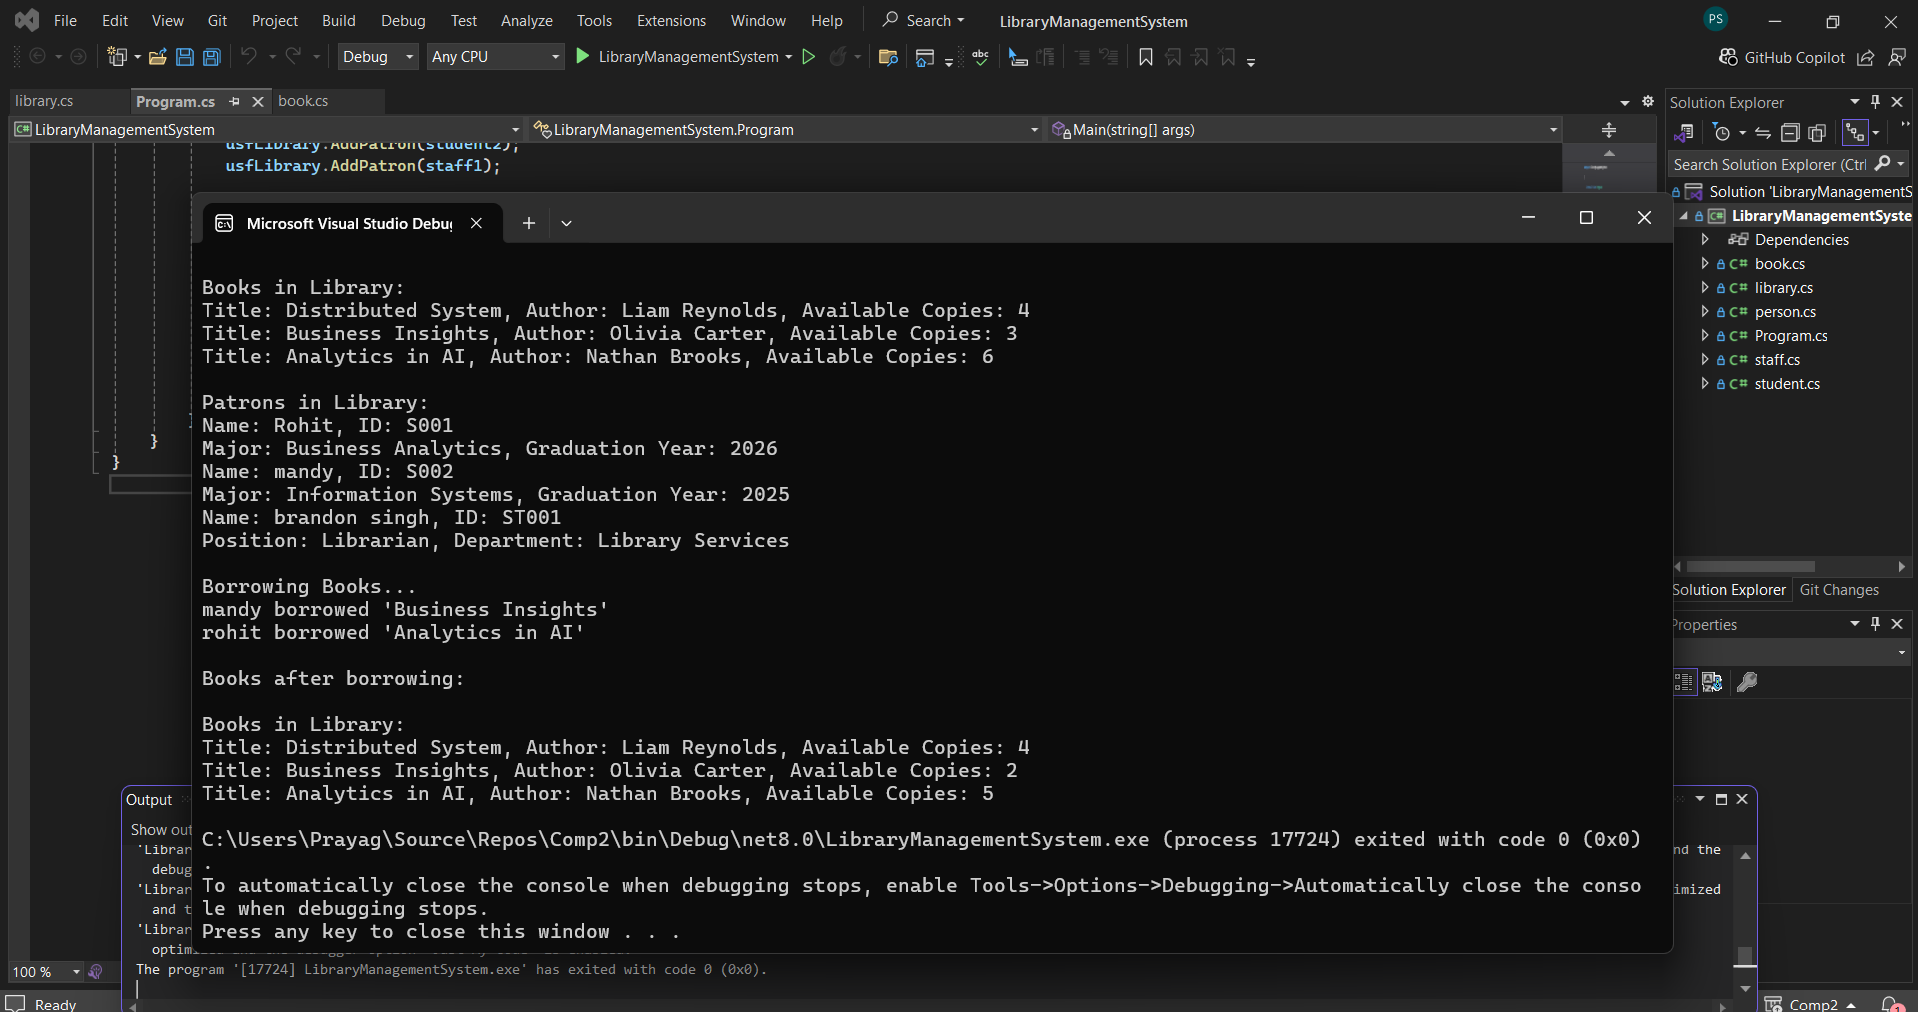 File Edit View Git Project Build Debug Test Analyze Tools Extensions Window Help Search LibraryManagementSystem PS
Debug Any CPU LibraryManagementSystem abc GitHub Copilot
library.cs Program.cs book.cs
LibraryManagementSystem LibraryManagementSystem.Program Main(string[] args)
usfLibrary.AddPatron(student2);
usfLibrary.AddPatron(staff1);
}
}
Microsoft Visual Studio Debug
Books in Library:
Title: Distributed System, Author: Liam Reynolds, Available Copies: 4
Title: Business Insights, Author: Olivia Carter, Available Copies: 3
Title: Analytics in AI, Author: Nathan Brooks, Available Copies: 6
Patrons in Library:
Name: Rohit, ID: S001
Major: Business Analytics, Graduation Year: 2026
Name: mandy, ID: S002
Major: Information Systems, Graduation Year: 2025
Name: brandon singh, ID: ST001
Position: Librarian, Department: Library Services
Borrowing Books...
mandy borrowed 'Business Insights'
rohit borrowed 'Analytics in AI'
Books after borrowing:
Books in Library:
Title: Distributed System, Author: Liam Reynolds, Available Copies: 4
Title: Business Insights, Author: Olivia Carter, Available Copies: 2
Title: Analytics in AI, Author: Nathan Brooks, Available Copies: 5
C:\Users\Prayag\Source\Repos\Comp2\bin\Debug\net8.0\LibraryManagementSystem.exe (process 17724) exited with code 0 (0x0)
.
To automatically close the console when debugging stops, enable Tools->Options->Debugging->Automatically close the conso
le when debugging stops.
Press any key to close this window . . .
Solution Explorer
Search Solution Explorer (Ctrl
Solution 'LibraryManagementS
LibraryManagementSyste
Dependencies
C# book.cs
C# library.cs
C# person.cs
C# Program.cs
C# staff.cs
C# student.cs
Solution Explorer Git Changes
Properties
Output
Show out
'Librar nd the
debug
'Librar imized
and t
'Librar
optim
The program '[17724] LibraryManagementSystem.exe' has exited with code 0 (0x0).
100 %
Ready Comp2 1